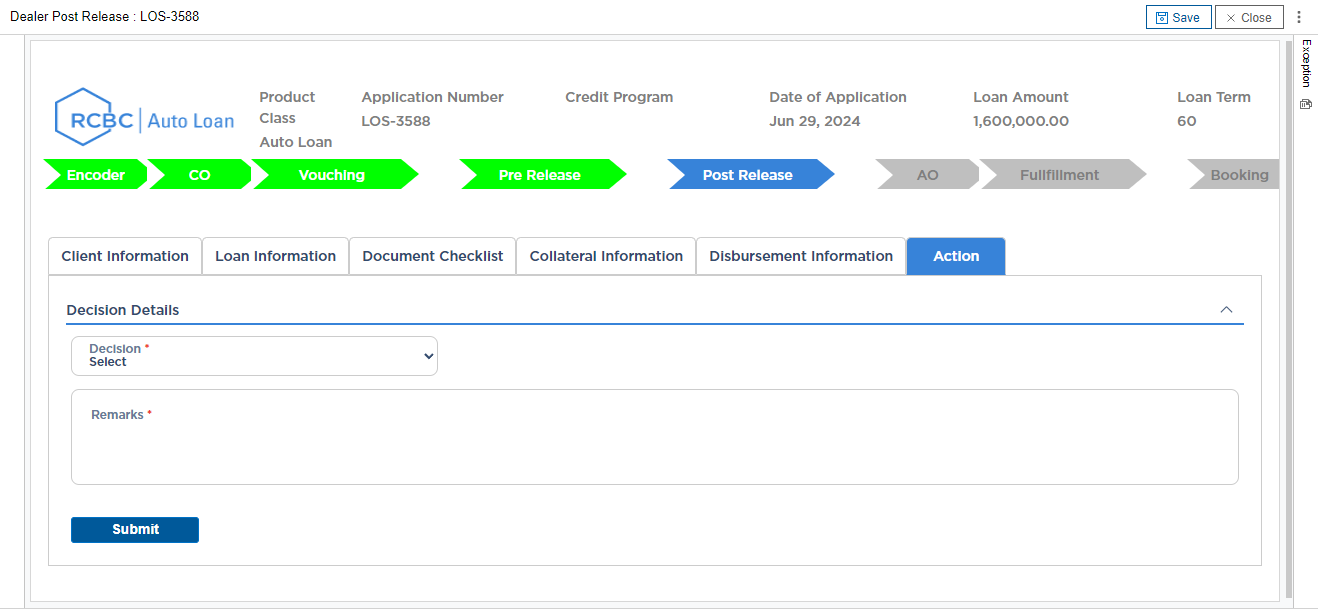 Dealer Post Release : LOS-3588
Save
Close
Exception
RCBC Auto Loan
Product Class
Auto Loan
Application Number
LOS-3588
Credit Program
Date of Application
Jun 29, 2024
Loan Amount
1,600,000.00
Loan Term
60
Encoder
CO
Vouching
Pre Release
Post Release
AO
Fullfillment
Booking
Client Information
Loan Information
Document Checklist
Collateral Information
Disbursement Information
Action
Decision Details
Decision *
Select
Remarks *
Submit